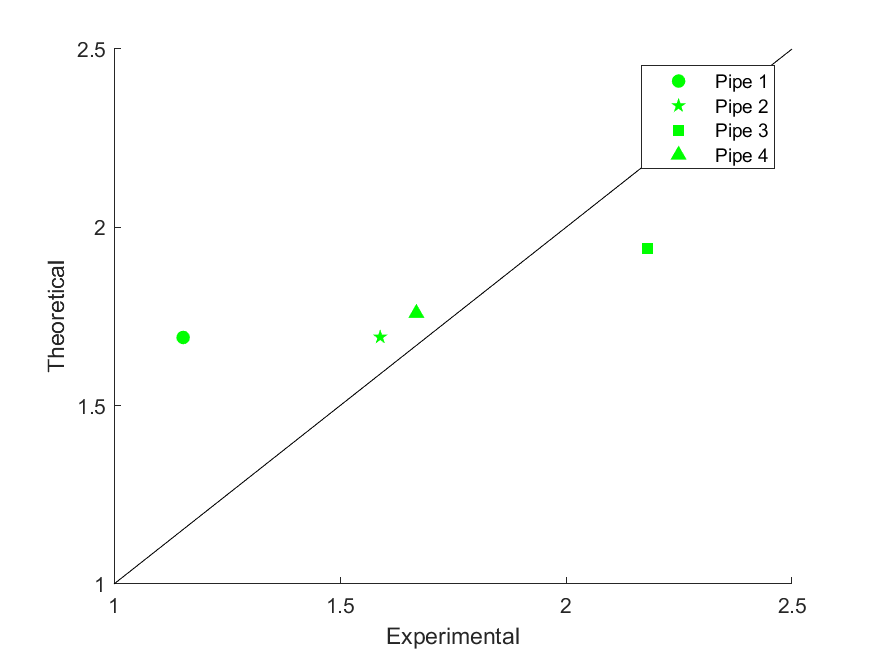 2.5
2
1.5
1
Theoretical
Pipe 1
Pipe 2
Pipe 3
Pipe 4
1
1.5
2
2.5
Experimental